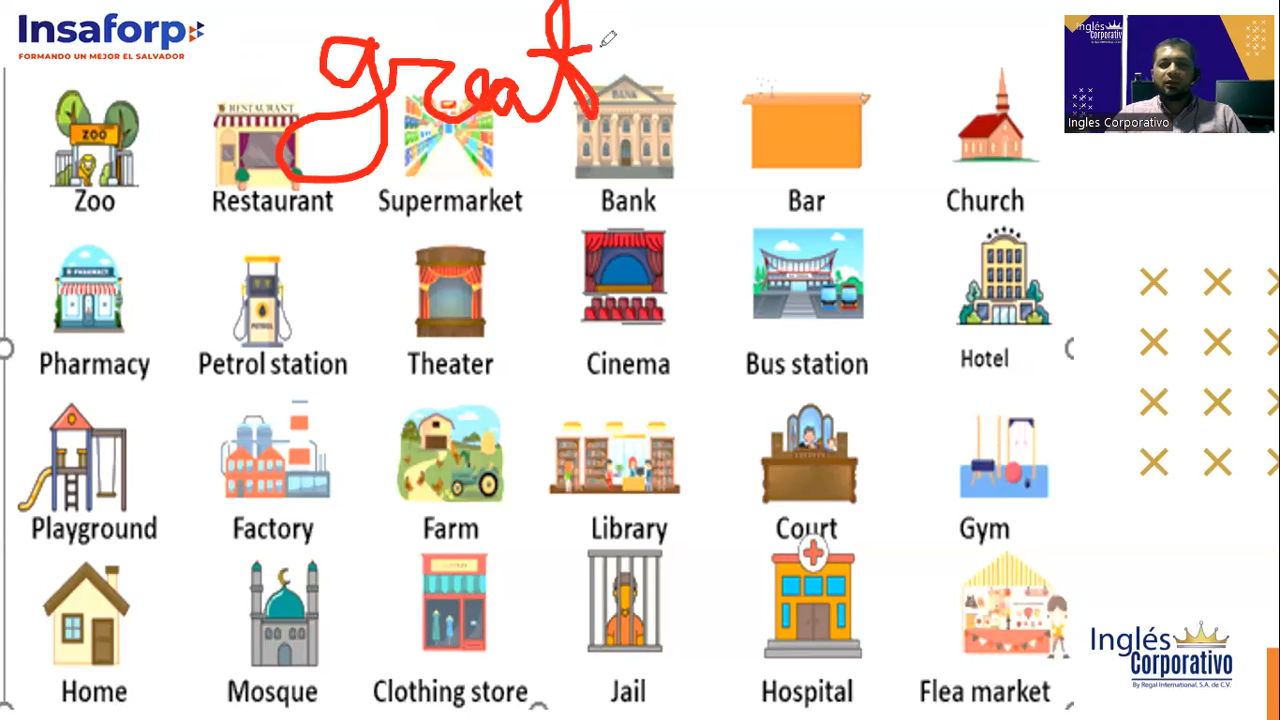 Insaforp
FORMANDO UN MEJOR EL SALVADOR
great
Inglés
Corporativo
Ingles Corporativo
ZOO
RESTAURANT
BANK
Zoo Restaurant Supermarket Bank Bar Church
PHARMACY
PETROL
Pharmacy Petrol station Theater Cinema Bus station Hotel
Playground Factory Farm Library Court Gym
Home Mosque Clothing store Jail Hospital Flea market
Inglés
Corporativo
By Regal International, S.A. de C.V.